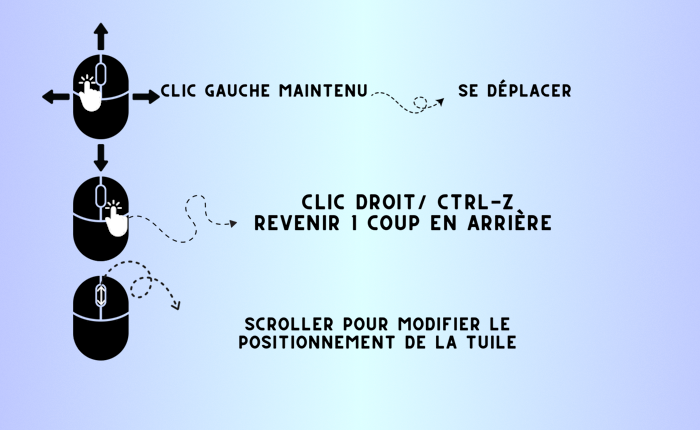 CLIC GAUCHE MAINTENU
SE DÉPLACER
CLIC DROIT/ CTRL-Z
REVENIR 1 COUP EN ARRIÈRE
SCROLLER POUR MODIFIER LE
POSITIONNEMENT DE LA TUILE